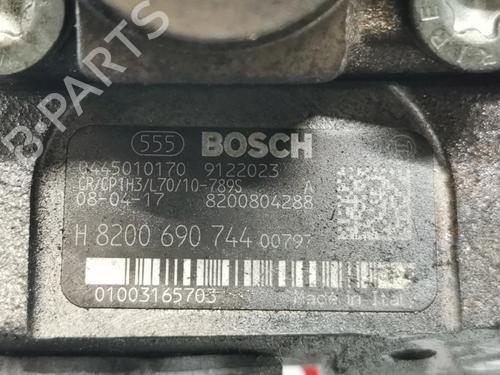 555 BOSCH
0445010170 9122023
CR/CP1H3/L70/10-789S A
08-04-17 8200804288
H 8200 690 744 00797
01003165703 Made in Italy
B-PARTS